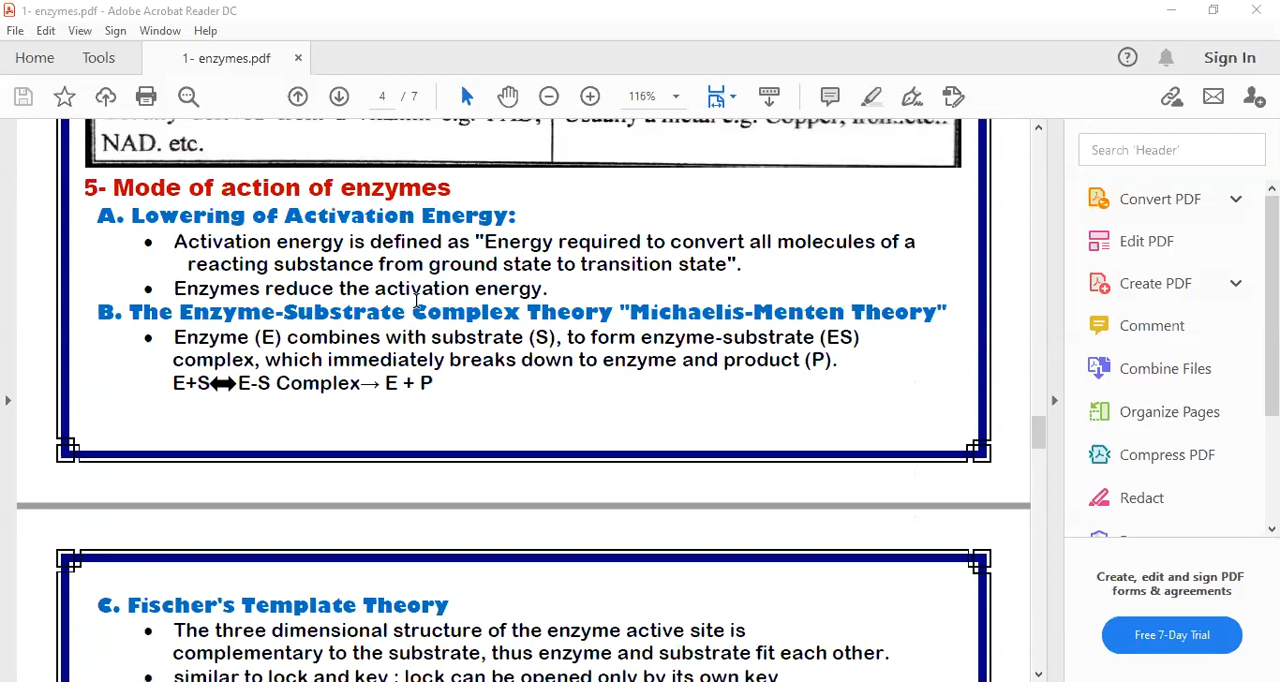 1- enzymes.pdf - Adobe Acrobat Reader DC
File Edit View Sign Window Help
Home Tools 1- enzymes.pdf × Sign In
4 / 7 116%
Usually a metal e.g. Copper, iron..etc..
NAD. etc.
5- Mode of action of enzymes
A. Lowering of Activation Energy:
• Activation energy is defined as "Energy required to convert all molecules of a
reacting substance from ground state to transition state".
• Enzymes reduce the activation energy.
B. The Enzyme-Substrate Complex Theory "Michaelis-Menten Theory"
• Enzyme (E) combines with substrate (S), to form enzyme-substrate (ES)
complex, which immediately breaks down to enzyme and product (P).
E+S⬌E-S Complex→ E + P
C. Fischer's Template Theory
• The three dimensional structure of the enzyme active site is
complementary to the substrate, thus enzyme and substrate fit each other.
• similar to lock and key ; lock can be opened only by its own key
Search 'Header'
Convert PDF
Edit PDF
Create PDF
Comment
Combine Files
Organize Pages
Compress PDF
Redact
Create, edit and sign PDF
forms & agreements
Free 7-Day Trial